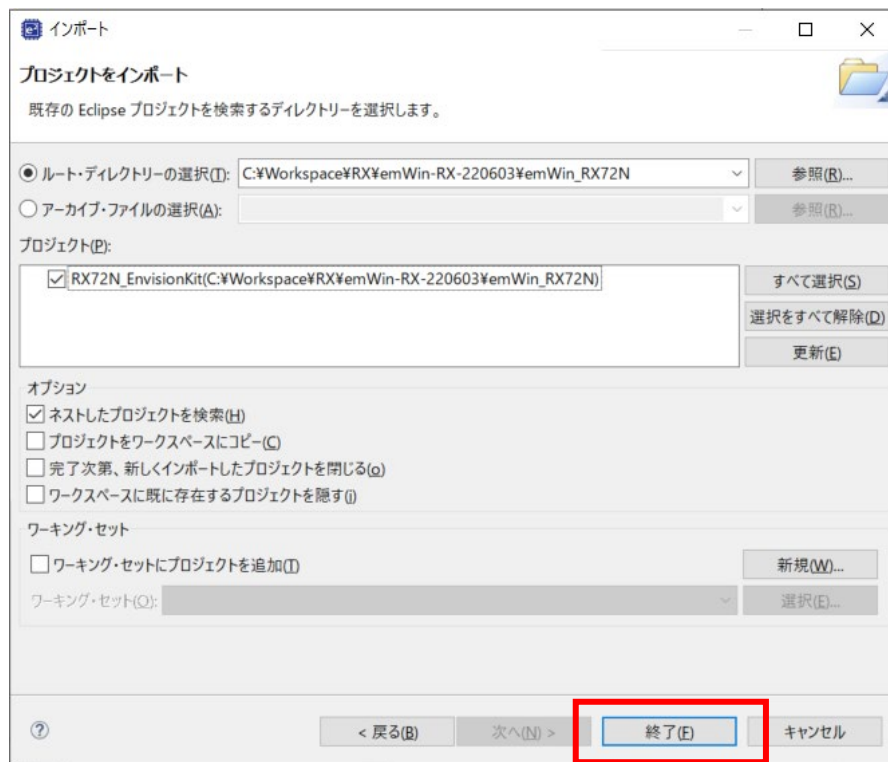 インポート
プロジェクトをインポート
既存の Eclipse プロジェクトを検索するディレクトリーを選択します。
ルート・ディレクトリーの選択(T): C:¥Workspace¥RX¥emWin-RX-220603¥emWin_RX72N 参照(R)...
アーカイブ・ファイルの選択(A): 参照(R)...
プロジェクト(P):
RX72N_EnvisionKit(C:¥Workspace¥RX¥emWin-RX-220603¥emWin_RX72N) すべて選択(S)
選択をすべて解除(D)
更新(E)
オプション
ネストしたプロジェクトを検索(H)
プロジェクトをワークスペースにコピー(C)
完了次第、新しくインポートしたプロジェクトを閉じる(o)
ワークスペースに既に存在するプロジェクトを隠す(i)
ワーキング・セット
ワーキング・セットにプロジェクトを追加(T) 新規(W)...
ワーキング・セット(O): 選択(E)...
? < 戻る(B) 次へ(N) > 終了(F) キャンセル